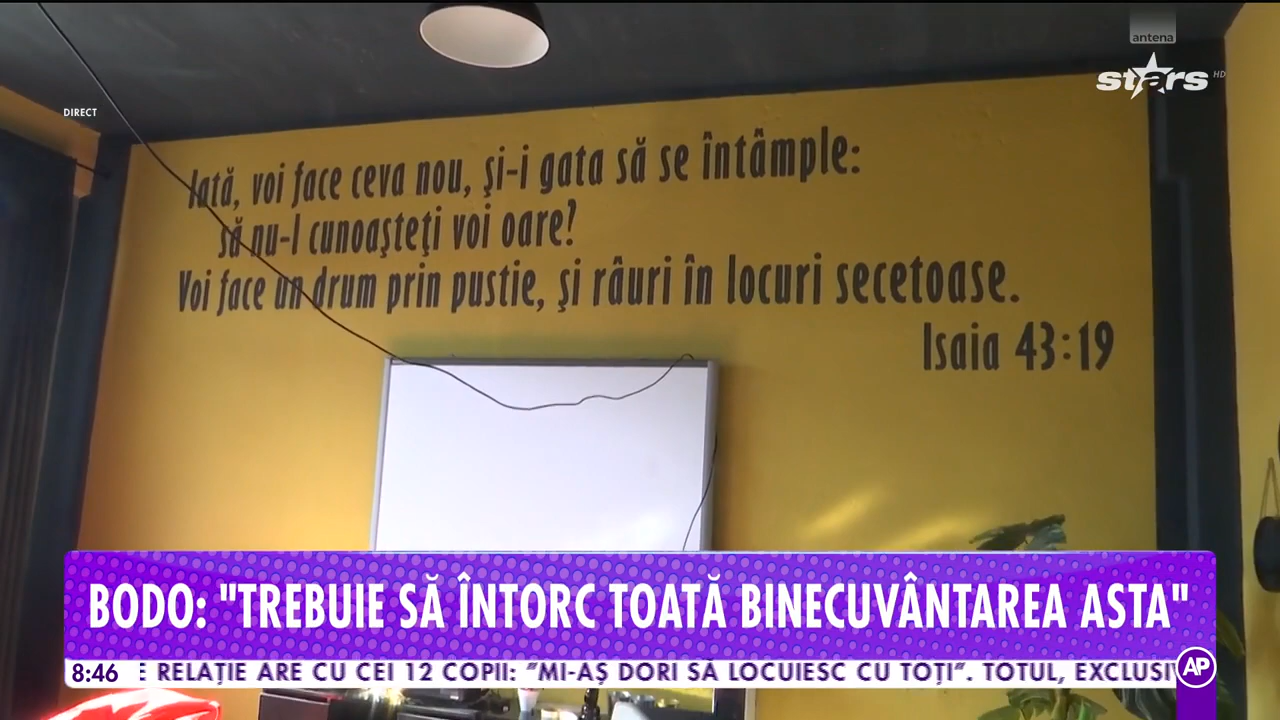 antena
stars HD
DIRECT
Iată, voi face ceva nou, şi-i gata să se întâmple:
să nu-l cunoaşteţi voi oare?
Voi face un drum prin pustie, şi râuri în locuri secetoase.
Isaia 43:19
BODO: "TREBUIE SĂ ÎNTORC TOATĂ BINECUVÂNTAREA ASTA"
8:46 E RELAȚIE ARE CU CEI 12 COPII: "MI-AȘ DORI SĂ LOCUIESC CU TOȚI". TOTUL, EXCLUSIV
AP